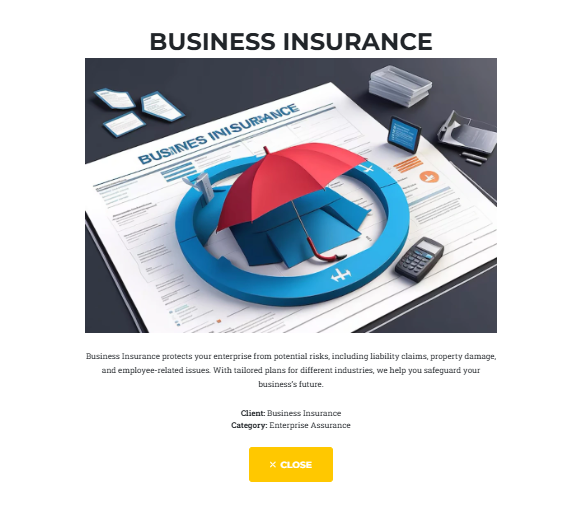 BUSINESS INSURANCE
BUSINES INISURANCE
Business Insurance protects your enterprise from potential risks, including liability claims, property damage,
and employee-related issues. With tailored plans for different industries, we help you safeguard your
business's future.
Client: Business Insurance
Category: Enterprise Assurance
✕ CLOSE